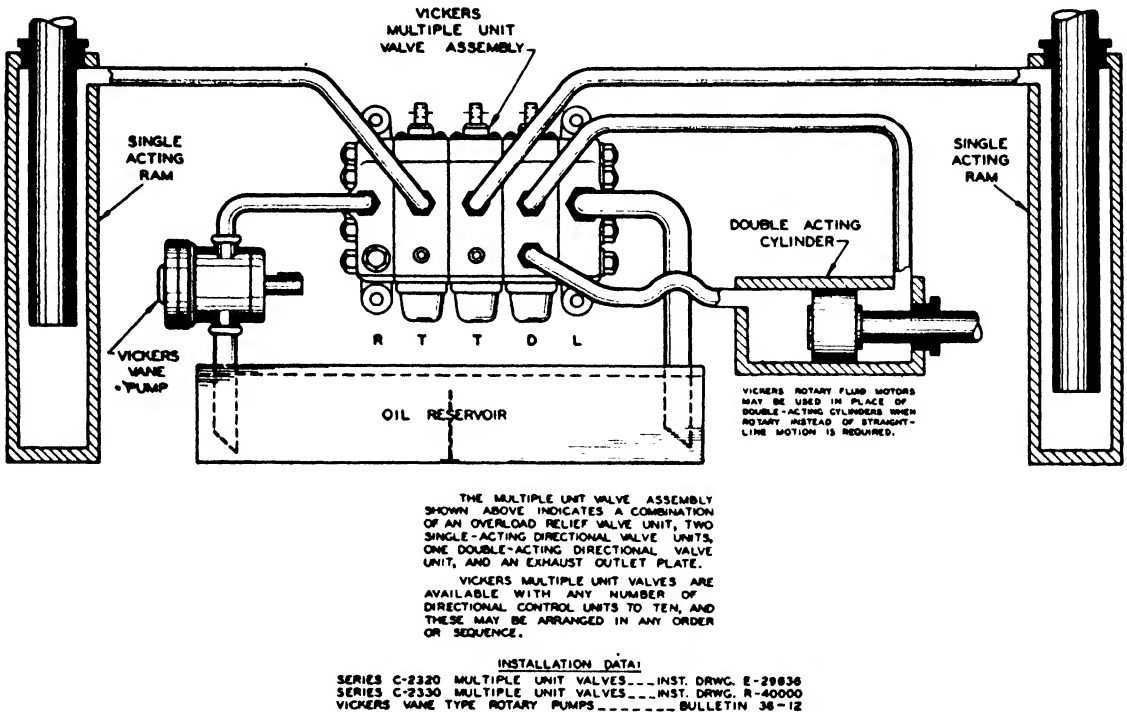 VICKERS
MULTIPLE UNIT
VALVE ASSEMBLY
SINGLE
ACTING
RAM
SINGLE
ACTING
RAM
DOUBLE ACTING
CYLINDER
VICKERS
VANE
PUMP
R T T D L
OIL RESERVOIR
VICKERS ROTARY FLUID MOTORS
MAY BE USED IN PLACE OF
DOUBLE-ACTING CYLINDERS WHEN
ROTARY INSTEAD OF STRAIGHT-
LINE MOTION IS REQUIRED.
THE MULTIPLE UNIT VALVE ASSEMBLY
SHOWN ABOVE INDICATES A COMBINATION
OF AN OVERLOAD RELIEF VALVE UNIT, TWO
SINGLE-ACTING DIRECTIONAL VALVE UNITS,
ONE DOUBLE-ACTING DIRECTIONAL VALVE
UNIT, AND AN EXHAUST OUTLET PLATE.
VICKERS MULTIPLE UNIT VALVES ARE
AVAILABLE WITH ANY NUMBER OF
DIRECTIONAL CONTROL UNITS TO TEN, AND
THESE MAY BE ARRANGED IN ANY ORDER
OR SEQUENCE.
INSTALLATION DATA:
SERIES C-2320 MULTIPLE UNIT VALVES___INST. DRWG. E-29836
SERIES C-2330 MULTIPLE UNIT VALVES___INST. DRWG. R-40000
VICKERS VANE TYPE ROTARY PUMPS________BULLETIN 36-12